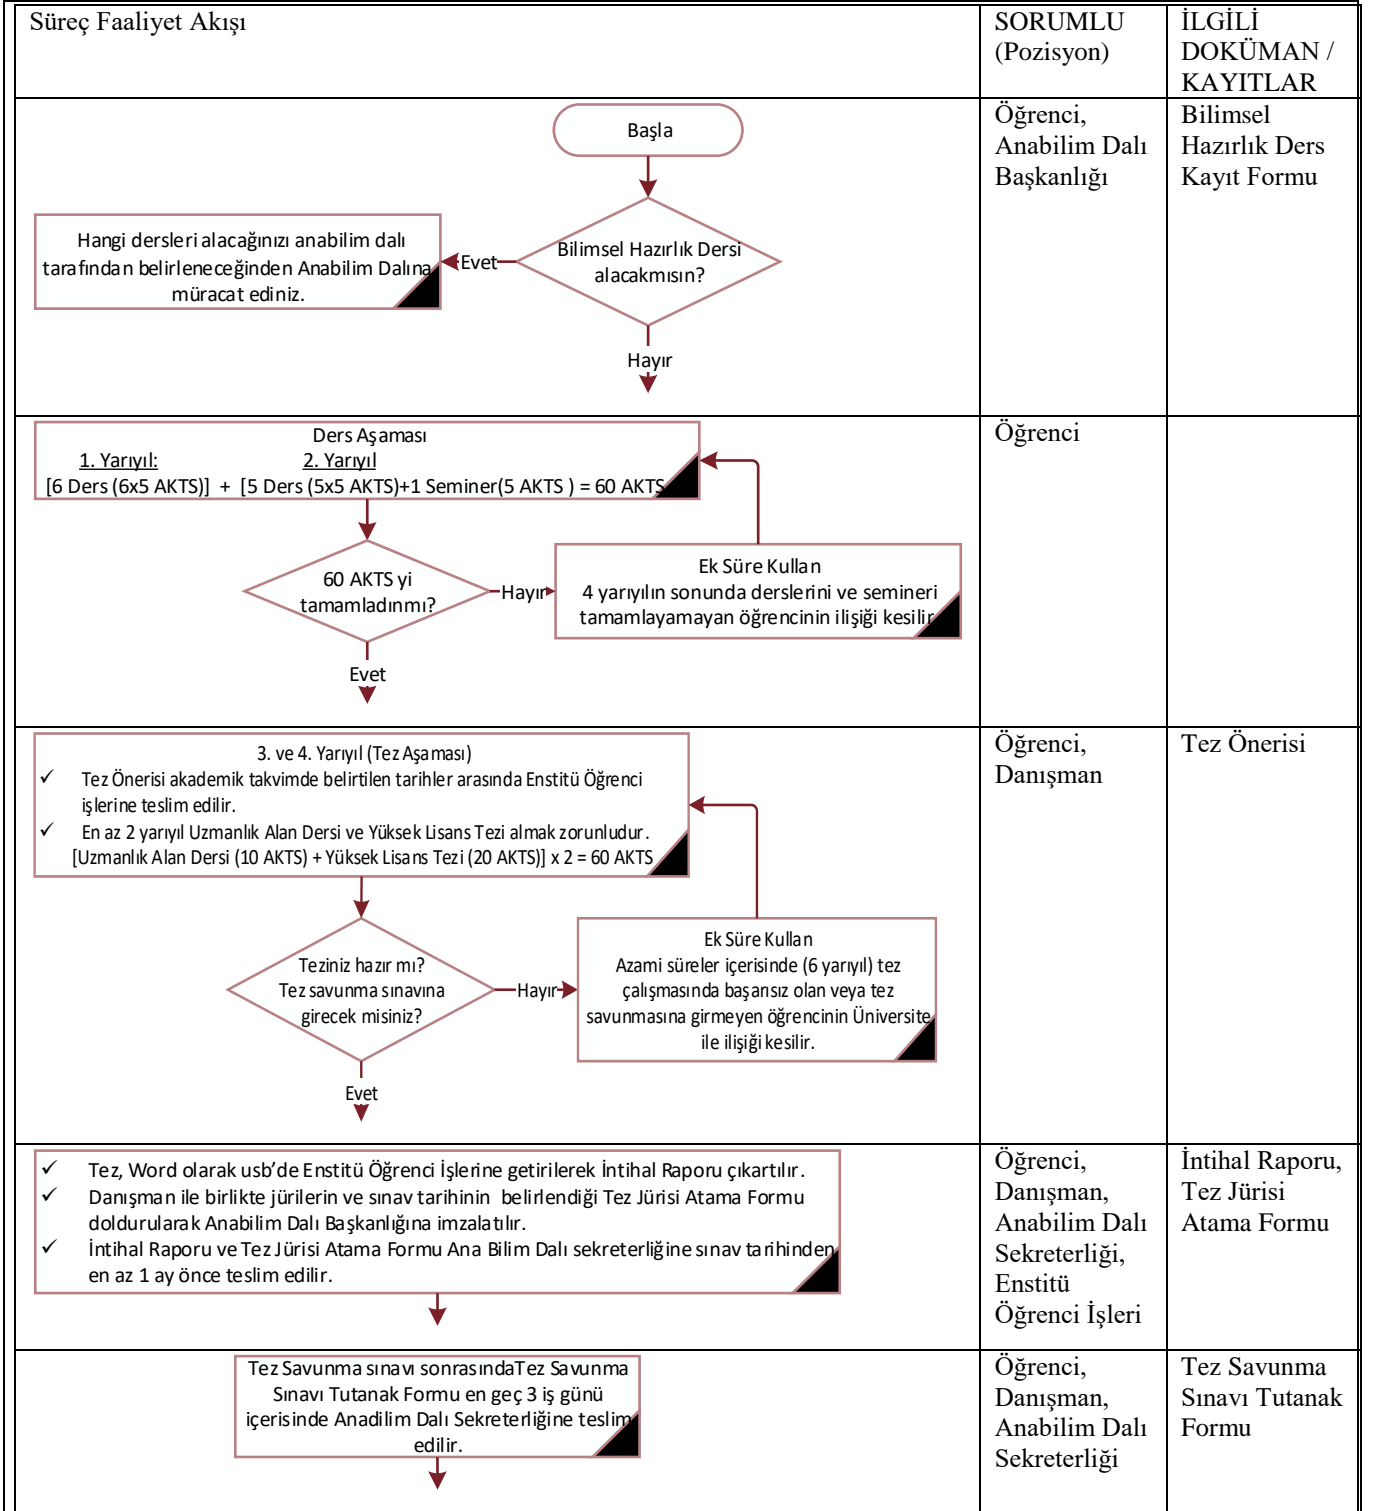 Süreç Faaliyet Akışı
SORUMLU
(Pozisyon)
İLGİLİ
DOKÜMAN /
KAYITLAR
Başla
Bilimsel Hazırlık Dersi
alacakmısın?
Evet
Hangi dersleri alacağınızı anabilim dalı
tarafından belirleneceğinden Anabilim Dalına
müracat ediniz.
Hayır
Öğrenci,
Anabilim Dalı
Başkanlığı
Bilimsel
Hazırlık Ders
Kayıt Formu
Ders Aşaması
1. Yarıyıl: 2. Yarıyıl
[6 Ders (6x5 AKTS)] + [5 Ders (5x5 AKTS)+1 Seminer(5 AKTS ) = 60 AKTS
60 AKTS yi
tamamladınmı?
Hayır
Ek Süre Kullan
4 yarıyılın sonunda derslerini ve semineri
tamamlayamayan öğrencinin ilişiği kesilir
Evet
Öğrenci
3. ve 4. Yarıyıl (Tez Aşaması)
✓ Tez Önerisi akademik takvimde belirtilen tarihler arasında Enstitü Öğrenci
işlerine teslim edilir.
✓ En az 2 yarıyıl Uzmanlık Alan Dersi ve Yüksek Lisans Tezi almak zorunludur.
[Uzmanlık Alan Dersi (10 AKTS) + Yüksek Lisans Tezi (20 AKTS)] x 2 = 60 AKTS
Teziniz hazır mı?
Tez savunma sınavına
girecek misiniz?
Hayır
Ek Süre Kullan
Azami süreler içerisinde (6 yarıyıl) tez
çalışmasında başarısız olan veya tez
savunmasına girmeyen öğrencinin Üniversite
ile ilişiği kesilir.
Evet
Öğrenci,
Danışman
Tez Önerisi
✓ Tez, Word olarak usb’de Enstitü Öğrenci İşlerine getirilerek İntihal Raporu çıkartılır.
✓ Danışman ile birlikte jürilerin ve sınav tarihinin belirlendiği Tez Jürisi Atama Formu
doldurularak Anabilim Dalı Başkanlığına imzalatılır.
✓ İntihal Raporu ve Tez Jürisi Atama Formu Ana Bilim Dalı sekreterliğine sınav tarihinden
en az 1 ay önce teslim edilir.
Öğrenci,
Danışman,
Anabilim Dalı
Sekreterliği,
Enstitü
Öğrenci İşleri
İntihal Raporu,
Tez Jürisi
Atama Formu
Tez Savunma sınavı sonrasındaTez Savunma
Sınavı Tutanak Formu en geç 3 iş günü
içerisinde Anadilim Dalı Sekreterliğine teslim
edilir.
Öğrenci,
Danışman,
Anabilim Dalı
Sekreterliği
Tez Savunma
Sınavı Tutanak
Formu